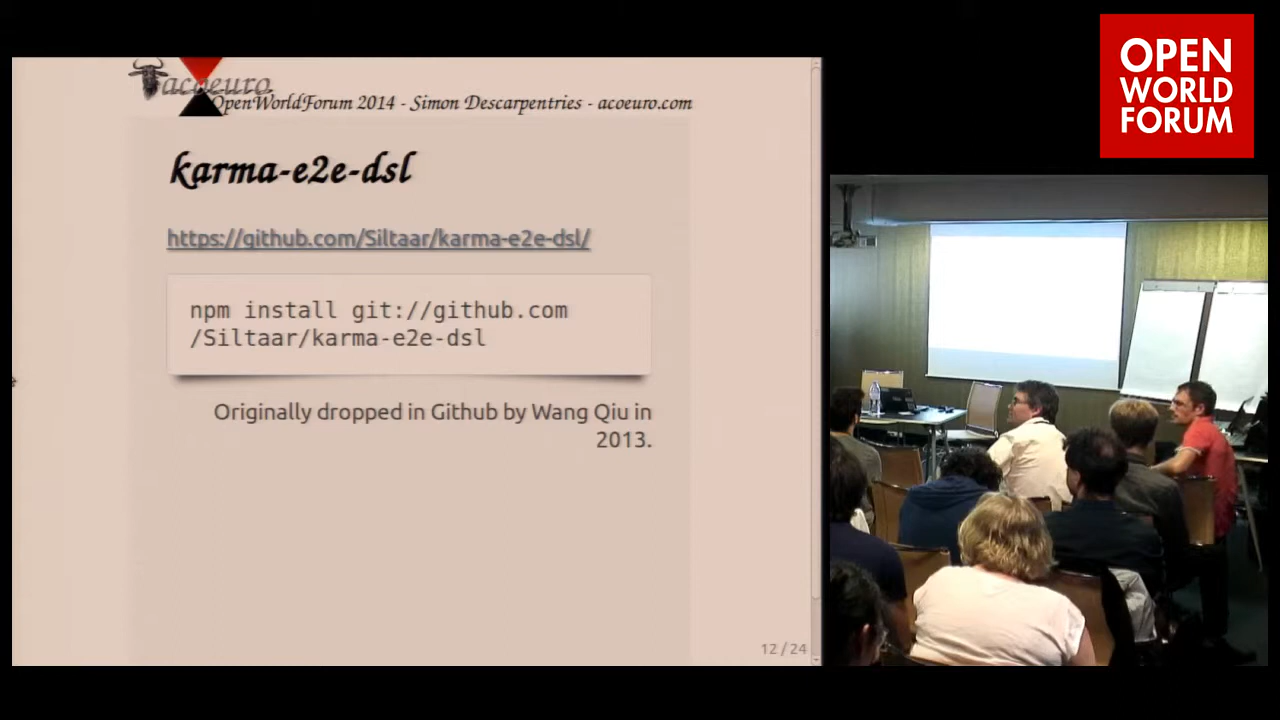 acoeuro
OpenWorldForum 2014 - Simon Descarpentries - acoeuro.com
karma-e2e-dsl
https://github.com/Siltaar/karma-e2e-dsl/
npm install git://github.com
/Siltaar/karma-e2e-dsl
Originally dropped in Github by Wang Qiu in
2013.
12 / 24
OPEN
WORLD
FORUM